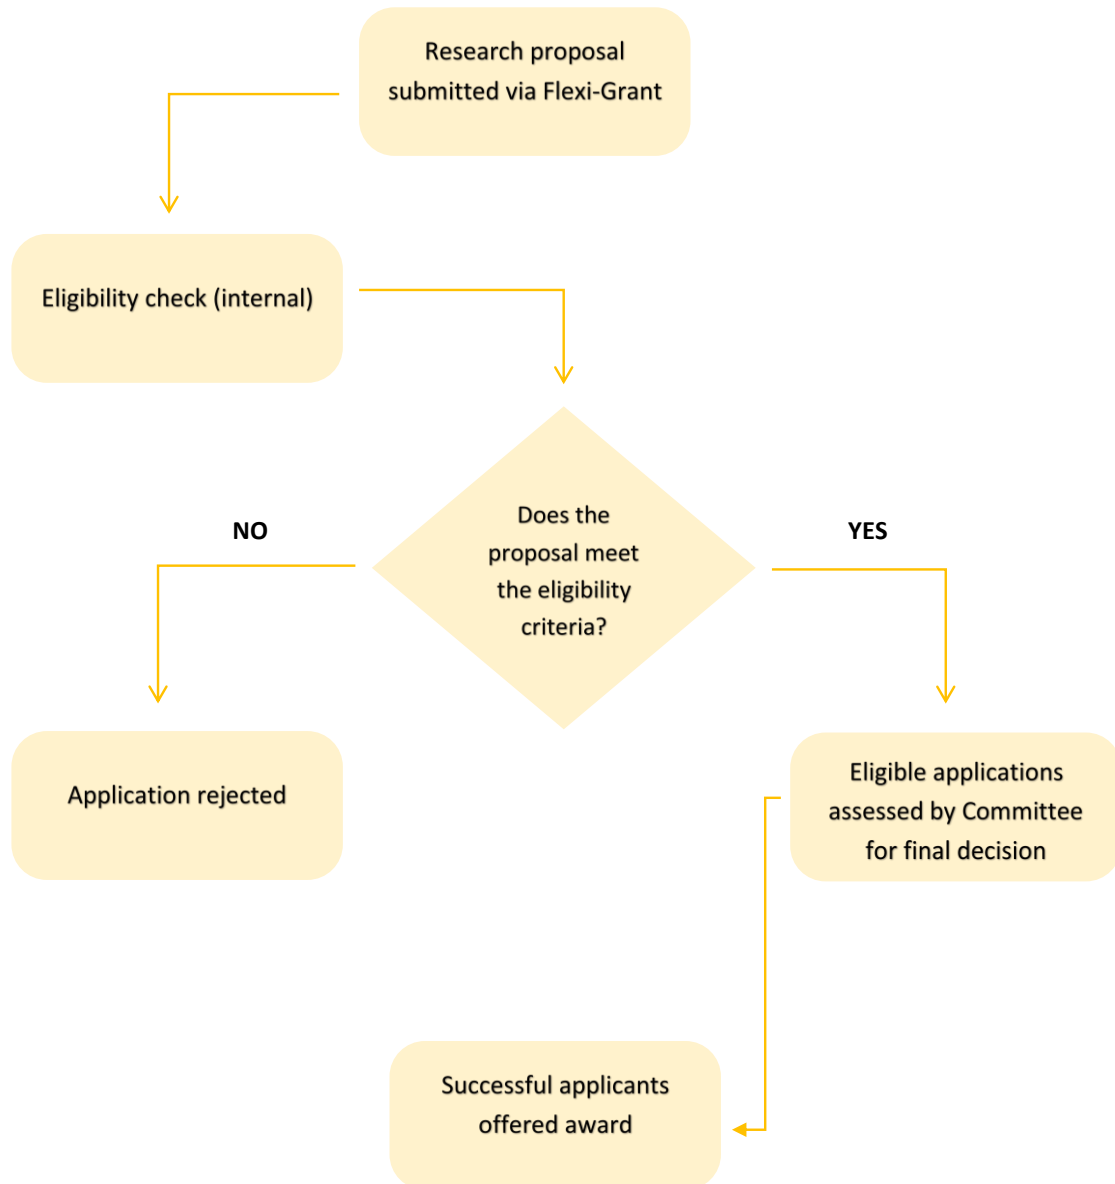 Research proposal
submitted via Flexi-Grant
Eligibility check (internal)
Does the
proposal meet
the eligibility
criteria?
NO
YES
Application rejected
Eligible applications
assessed by Committee
for final decision
Successful applicants
offered award